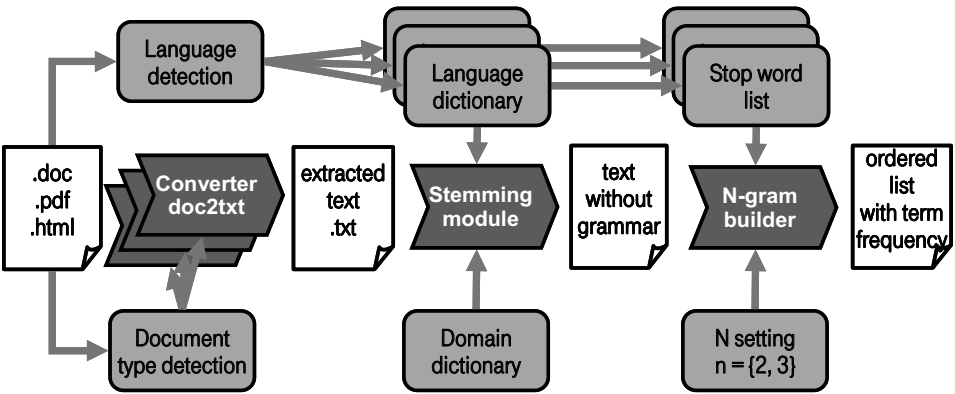 Language
detection
Language
dictionary
Stop word
list
.doc
.pdf
.html
Converter
doc2txt
extracted
text
.txt
Stemming
module
text
without
grammar
N-gram
builder
ordered
list
with term
frequency
Document
type detection
Domain
dictionary
N setting
n = {2, 3}